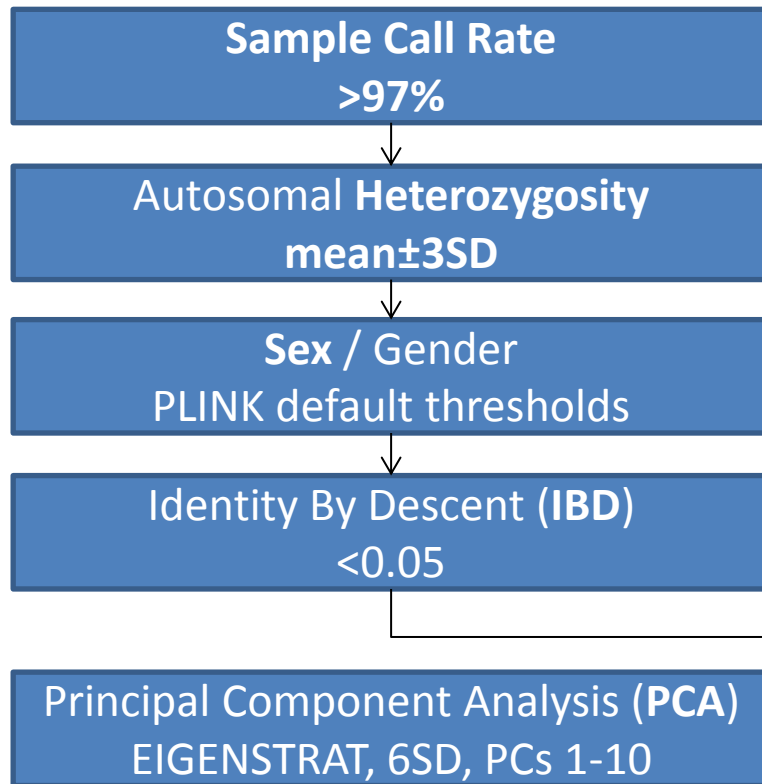 Sample Call Rate
>97%
Autosomal Heterozygosity
mean±3SD
Sex / Gender
PLINK default thresholds
Identity By Descent (IBD)
<0.05
Principal Component Analysis (PCA)
EIGENSTRAT, 6SD, PCs 1-10